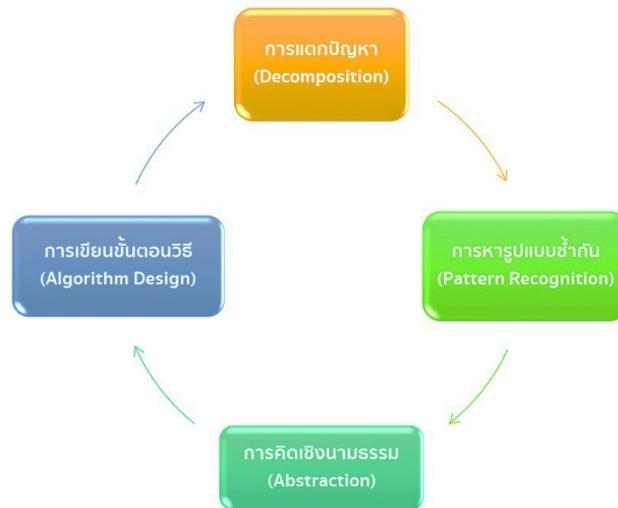 การแตกปัญหา
(Decomposition)
การหารูปแบบซ้ำกัน
(Pattern Recognition)
การคิดเชิงนามธรรม
(Abstraction)
การเขียนขั้นตอนวิธี
(Algorithm Design)